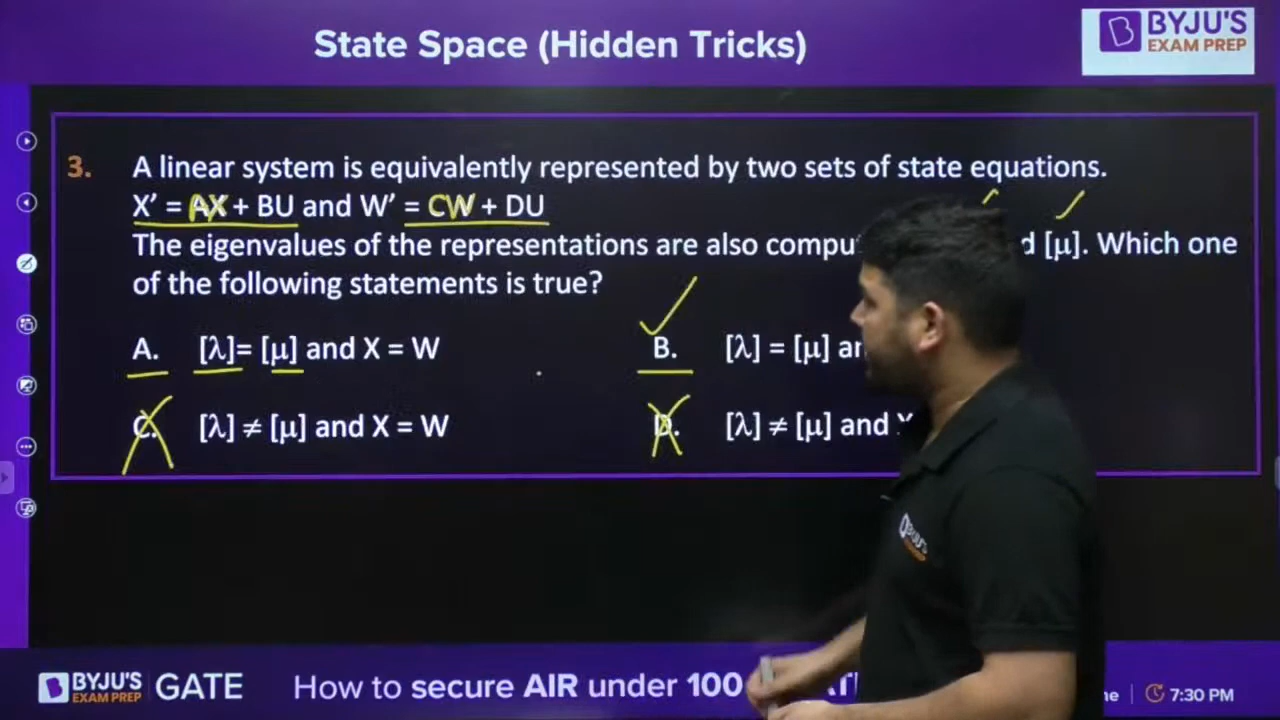 State Space (Hidden Tricks)
BYJU'S
EXAM PREP
3. A linear system is equivalently represented by two sets of state equations.
X′ = AX + BU and W′ = CW + DU
The eigenvalues of the representations are also [μ]. Which one
of the following statements is true?
A. [λ]= [μ] and X = W
B. [λ] = [μ]
C. [λ] ≠ [μ] and X = W
D. [λ] ≠ [μ] and
BYJU'S
EXAM PREP
GATE
How to secure AIR under 100
7:30 PM